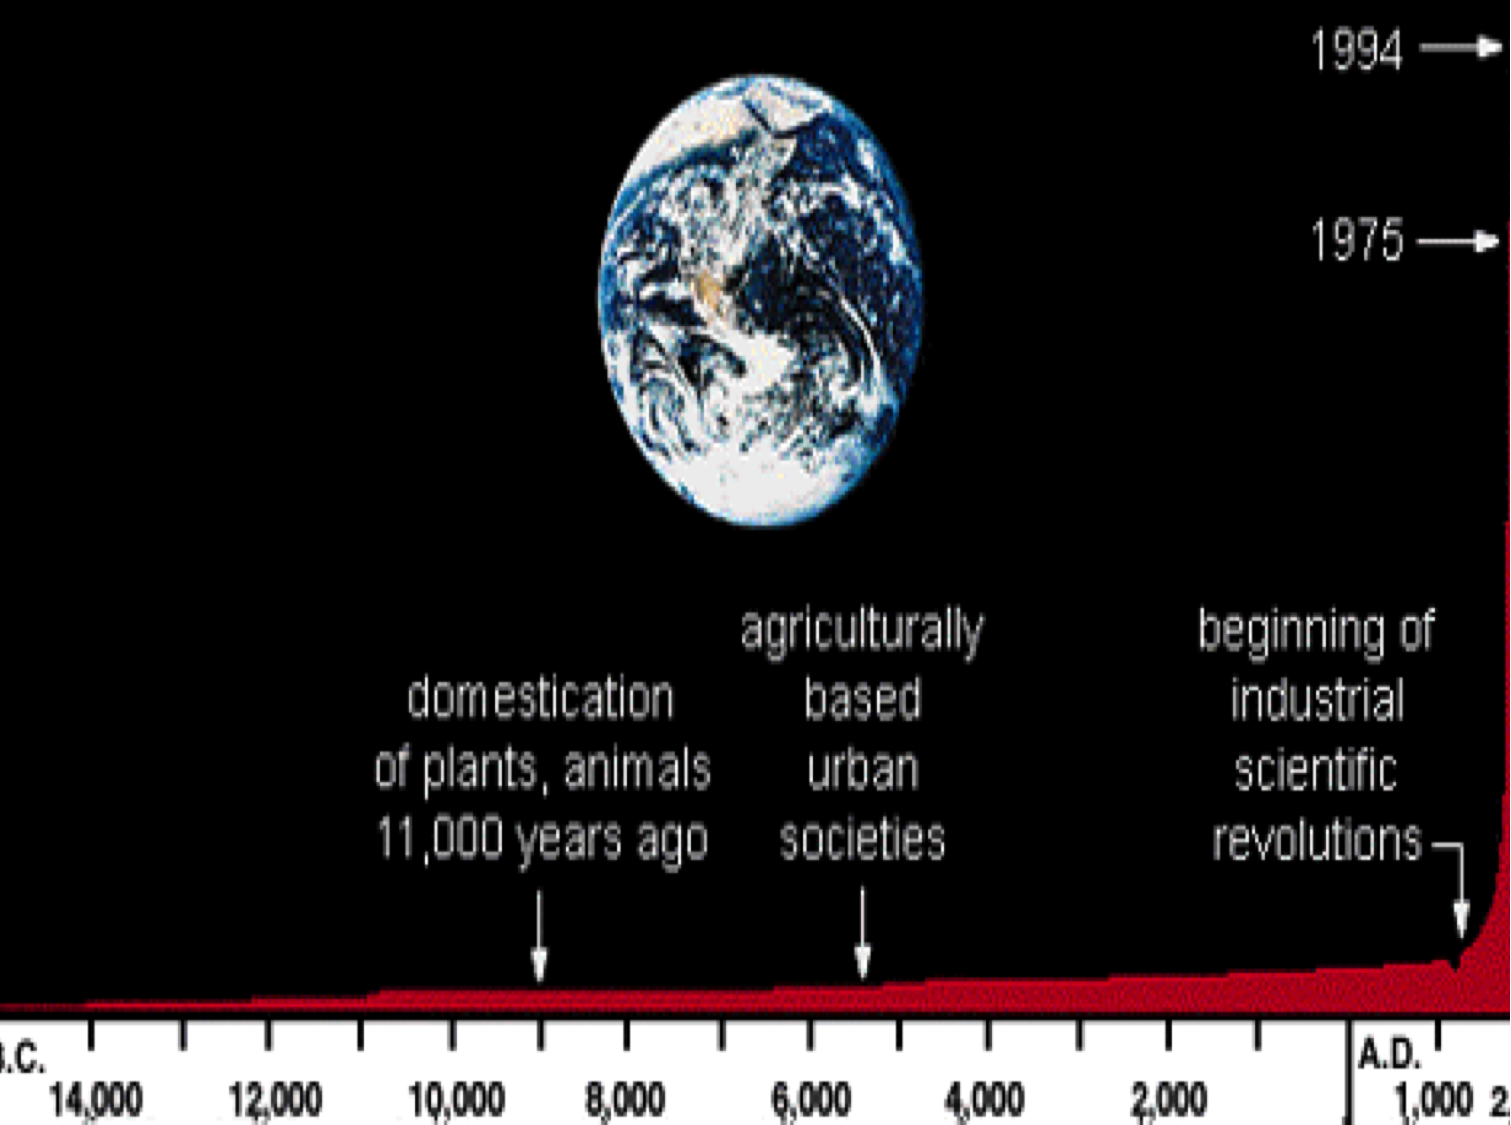 1994
1975
agriculturally
based
urban
societies
beginning of
industrial
scientific
revolutions
domestication
of plants, animals
11,000 years ago
B.C.
A.D.
14,000 12,000 10,000 8,000 6,000 4,000 2,000 1,000